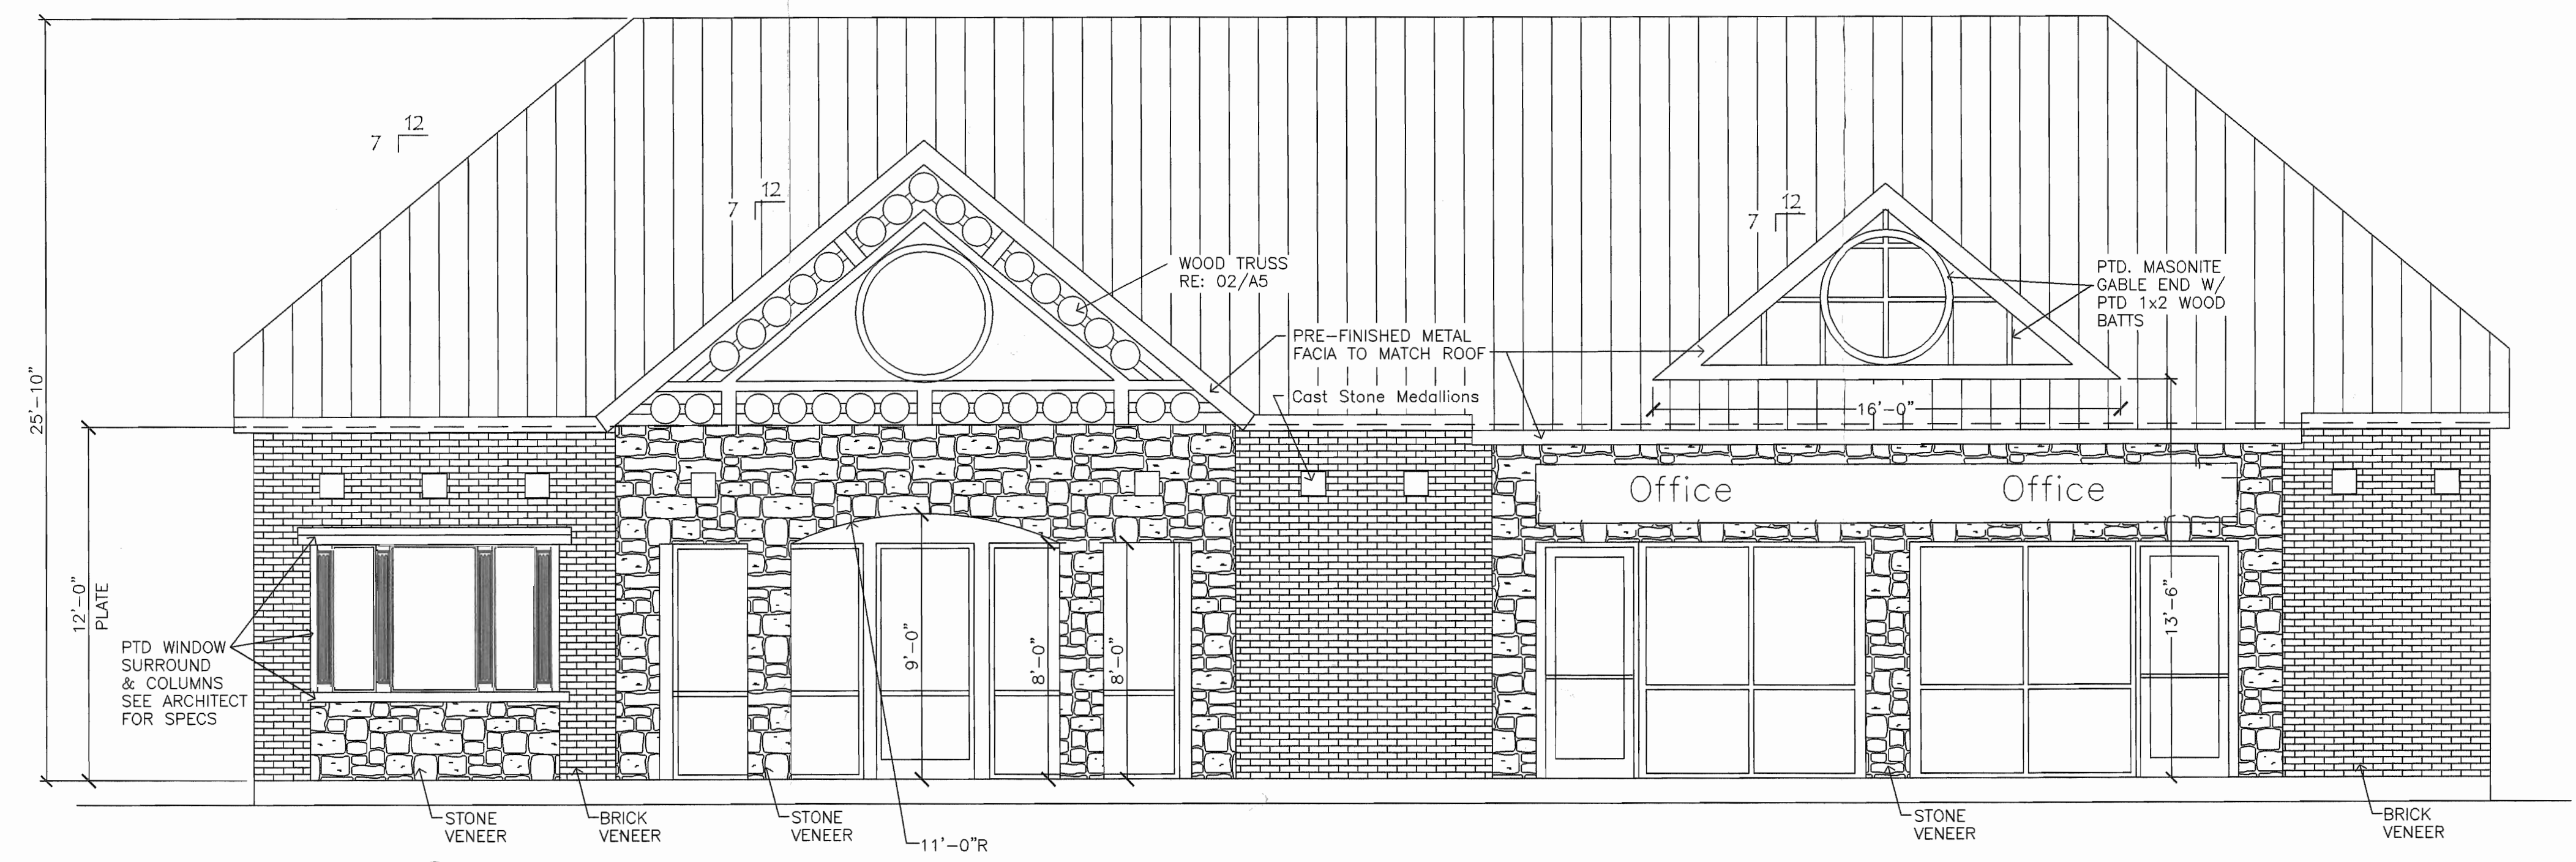 12
7
12
7
12
7
WOOD TRUSS
RE: 02/A5
PTD. MASONITE
GABLE END W/
PTD 1x2 WOOD
BATTS
PRE-FINISHED METAL
FACIA TO MATCH ROOF
Cast Stone Medallions
16'-0"
25'-10"
12'-0"
PLATE
Office
Office
PTD WINDOW
SURROUND
& COLUMNS
SEE ARCHITECT
FOR SPECS
9'-0"
8'-0"
8'-0"
13'-6"
STONE
VENEER
BRICK
VENEER
STONE
VENEER
11'-0"R
STONE
VENEER
BRICK
VENEER